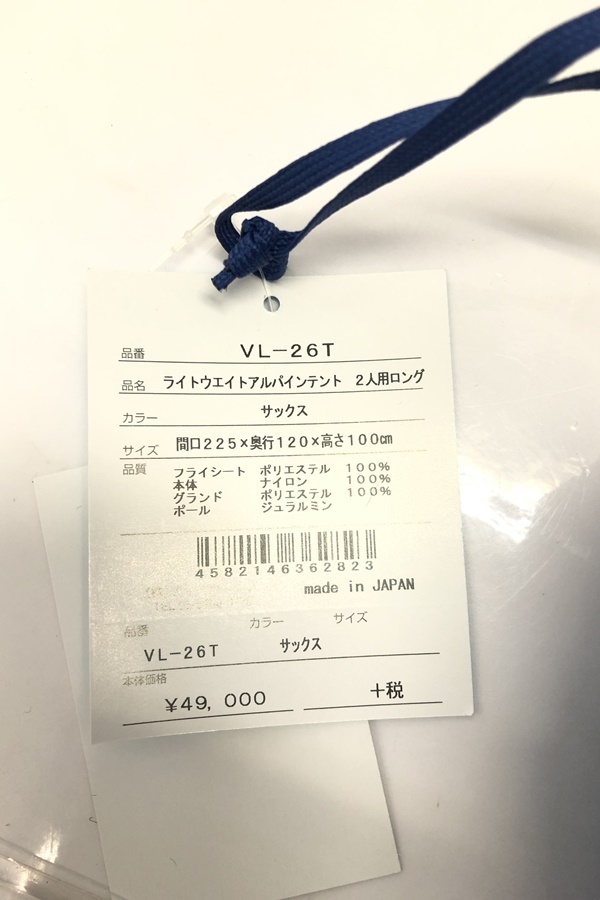 品番 VL-26T
品名 ライトウエイトアルパインテント 2人用ロング
カラー サックス
サイズ 間口225×奥行120×高さ100cm
品質 フライシート ポリエステル 100%
本体 ナイロン 100%
グランド ポリエステル 100%
ポール ジュラルミン
4582146362823
made in JAPAN
品番 カラー サイズ
VL-26T サックス
本体価格
¥49,000 +税